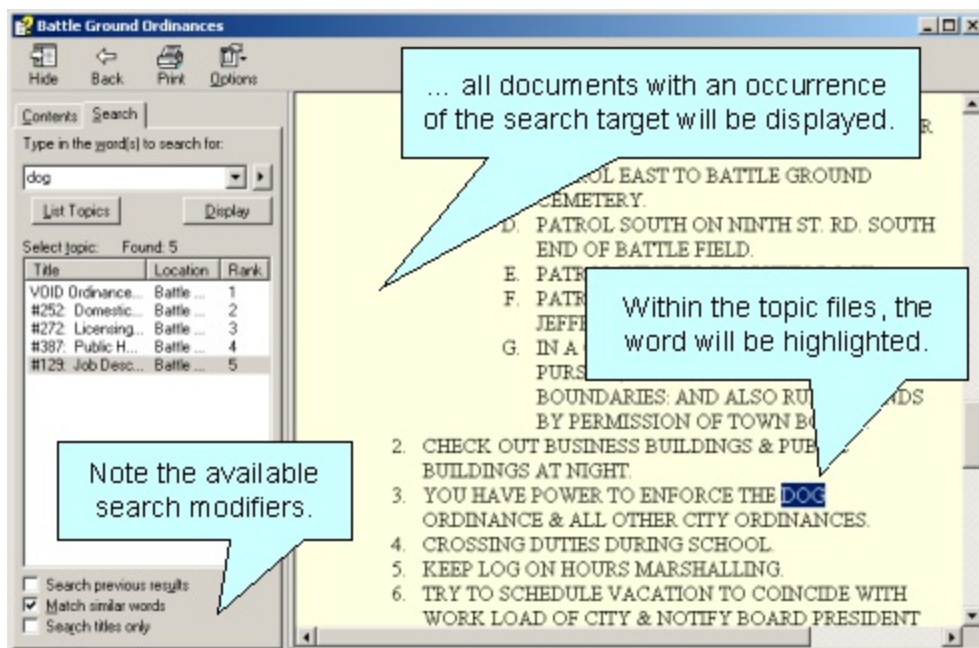 Battle Ground Ordinances
Hide Back Print Options
Contents Search
Type in the word(s) to search for:
dog
List Topics Display
Select topic: Found: 5
Title Location Rank
VOID Ordinance... Battle ... 1
#252: Domestic... Battle ... 2
#272: Licensing... Battle ... 3
#387: Public H... Battle ... 4
#129: Job Desc... Battle ... 5
Search previous results
Match similar words
Search titles only
... all documents with an occurrence
of the search target will be displayed.
EAST TO BATTLE GROUND
CEMETERY.
D. PATROL SOUTH ON NINTH ST. RD. SOUTH
END OF BATTLE FIELD.
E.
F.
G. IN A
BOUNDARIES: AND ALSO
BY PERMISSION OF TOWN
2. CHECK OUT BUSINESS BUILDINGS &
BUILDINGS AT NIGHT.
3. YOU HAVE POWER TO ENFORCE THE DOG
ORDINANCE & ALL OTHER CITY ORDINANCES.
4. CROSSING DUTIES DURING SCHOOL.
5. KEEP LOG ON HOURS MARSHALLING.
6. TRY TO SCHEDULE VACATION TO COINCIDE WITH
WORK LOAD OF CITY & NOTIFY BOARD PRESIDENT
Within the topic files, the
word will be highlighted.
Note the available
search modifiers.